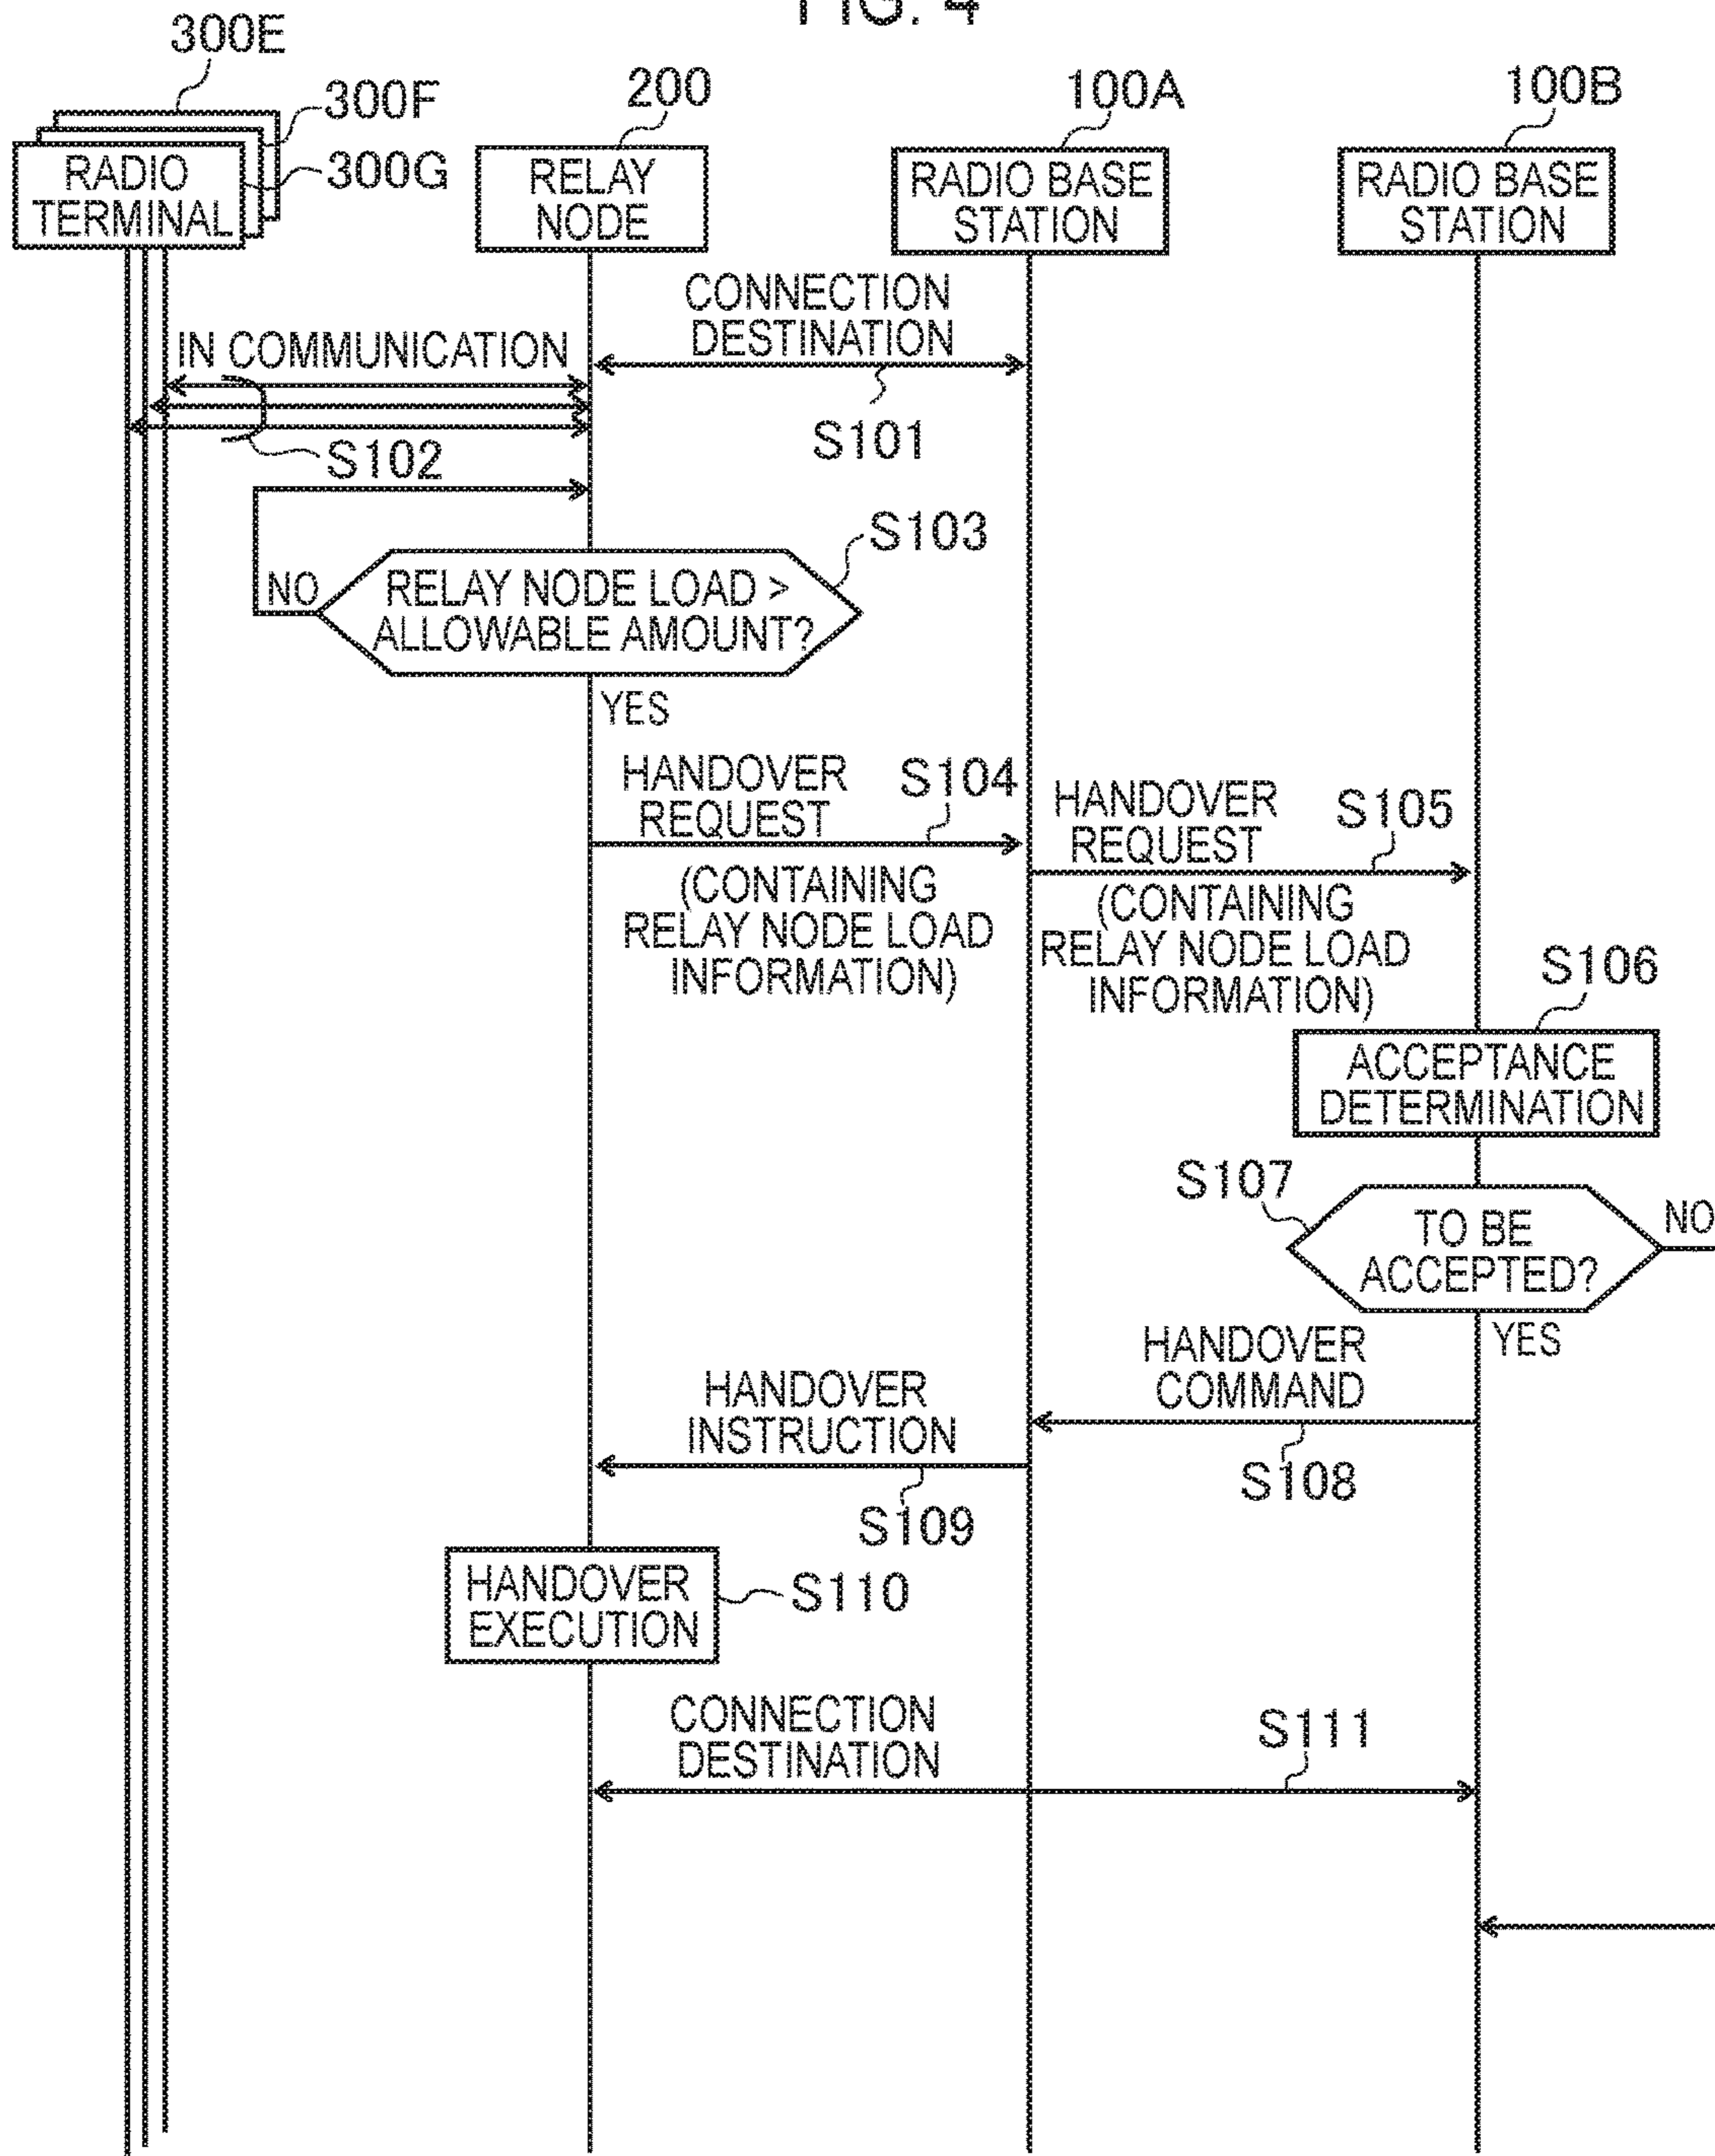 FIG. 4
300E
300F
300G
200
100A
100B
RADIO
TERMINAL
RELAY
NODE
RADIO BASE
STATION
RADIO BASE
STATION
CONNECTION
DESTINATION
IN COMMUNICATION
S101
S102
S103
NO
RELAY NODE LOAD >
ALLOWABLE AMOUNT?
YES
HANDOVER
REQUEST
S104
(CONTAINING
RELAY NODE LOAD
INFORMATION)
HANDOVER
REQUEST
S105
(CONTAINING
RELAY NODE LOAD
INFORMATION)
S106
ACCEPTANCE
DETERMINATION
S107
TO BE
ACCEPTED?
NO
YES
HANDOVER
COMMAND
S108
HANDOVER
INSTRUCTION
S109
HANDOVER
EXECUTION
S110
CONNECTION
DESTINATION
S111